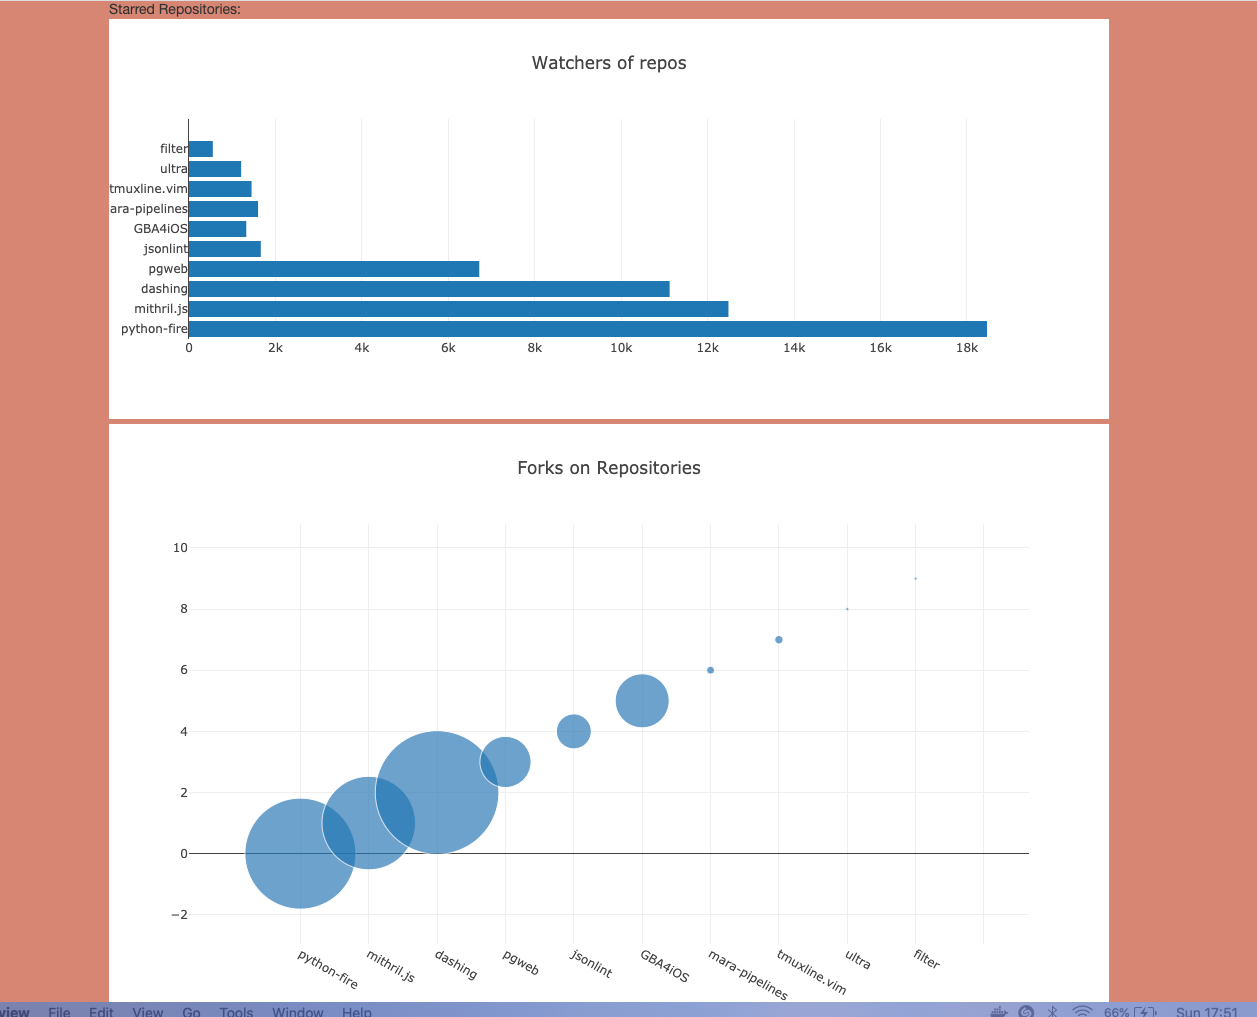 Starred Repositories:
Watchers of repos
filter
ultra
tmuxline.vim
ara-pipelines
GBA4iOS
jsonlint
pgweb
dashing
mithril.js
python-fire
0 2k 4k 6k 8k 10k 12k 14k 16k 18k
Forks on Repositories
10
8
6
4
2
0
−2
python-fire mithril.js dashing pgweb jsonlint GBA4iOS mara-pipelines tmuxline.vim ultra filter
view File Edit View Go Tools Window Help 66% Sun 17:51